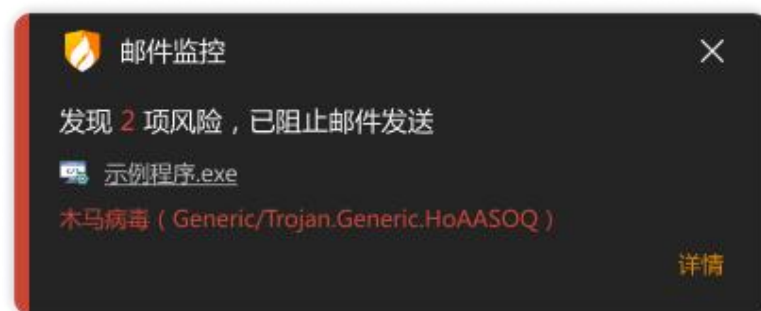 邮件监控
发现 2 项风险，已阻止邮件发送
示例程序.exe
木马病毒（Generic/Trojan.Generic.HoAASOQ）
详情